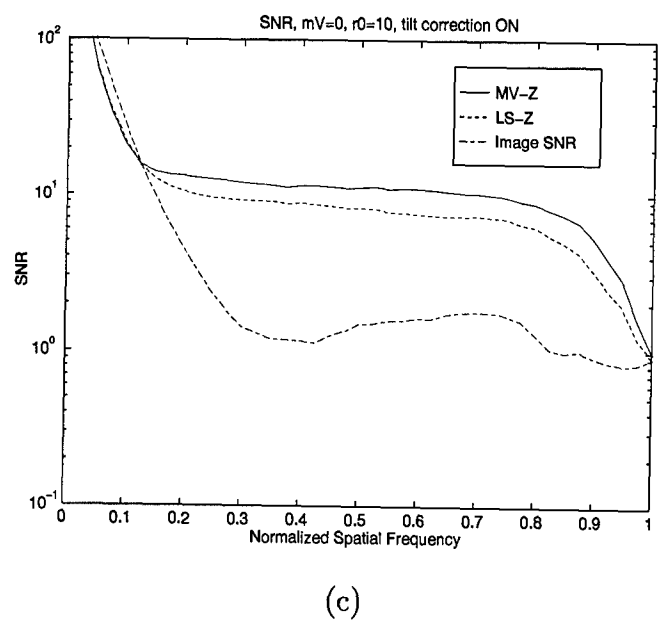 SNR, mV=0, r0=10, tilt correction ON
10^2
MV–Z
LS–Z
Image SNR
10^1
SNR
10^0
10^−1
0 0.1 0.2 0.3 0.4 0.5 0.6 0.7 0.8 0.9 1
Normalized Spatial Frequency
(c)